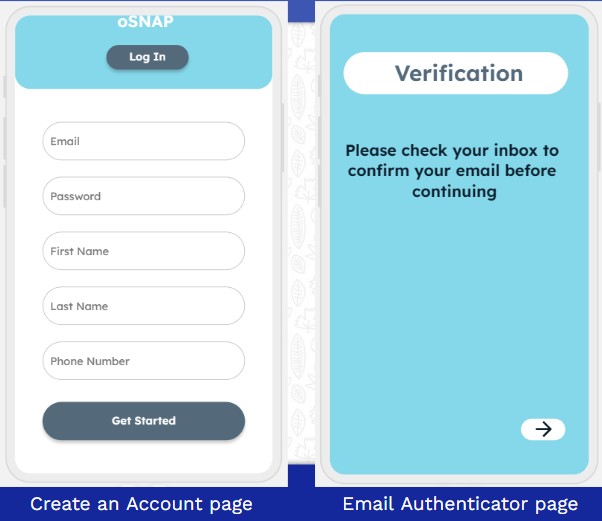 oSNAP
Log In
Email
Password
First Name
Last Name
Phone Number
Get Started
Create an Account page
Verification
Please check your inbox to
confirm your email before
continuing
Email Authenticator page